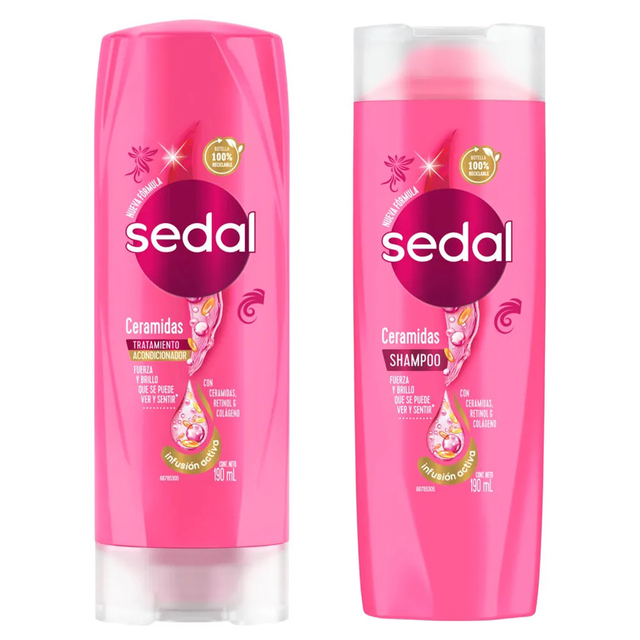 BOTELLA
100%
RECICLABLE
NUEVA FÓRMULA
sedal
Ceramidas
TRATAMIENTO
ACONDICIONADOR
FUERZA
Y BRILLO
QUE SE PUEDE
VER Y SENTIR*
CON
CERAMIDAS,
RETINOL &
COLÁGENO
infusión activa
CONT. NETO
190 mL
BOTELLA
100%
RECICLABLE
NUEVA FÓRMULA
sedal
Ceramidas
SHAMPOO
FUERZA
Y BRILLO
QUE SE PUEDE
VER Y SENTIR*
CON
CERAMIDAS,
RETINOL &
COLÁGENO
infusión activa
CONT. NETO
190 mL